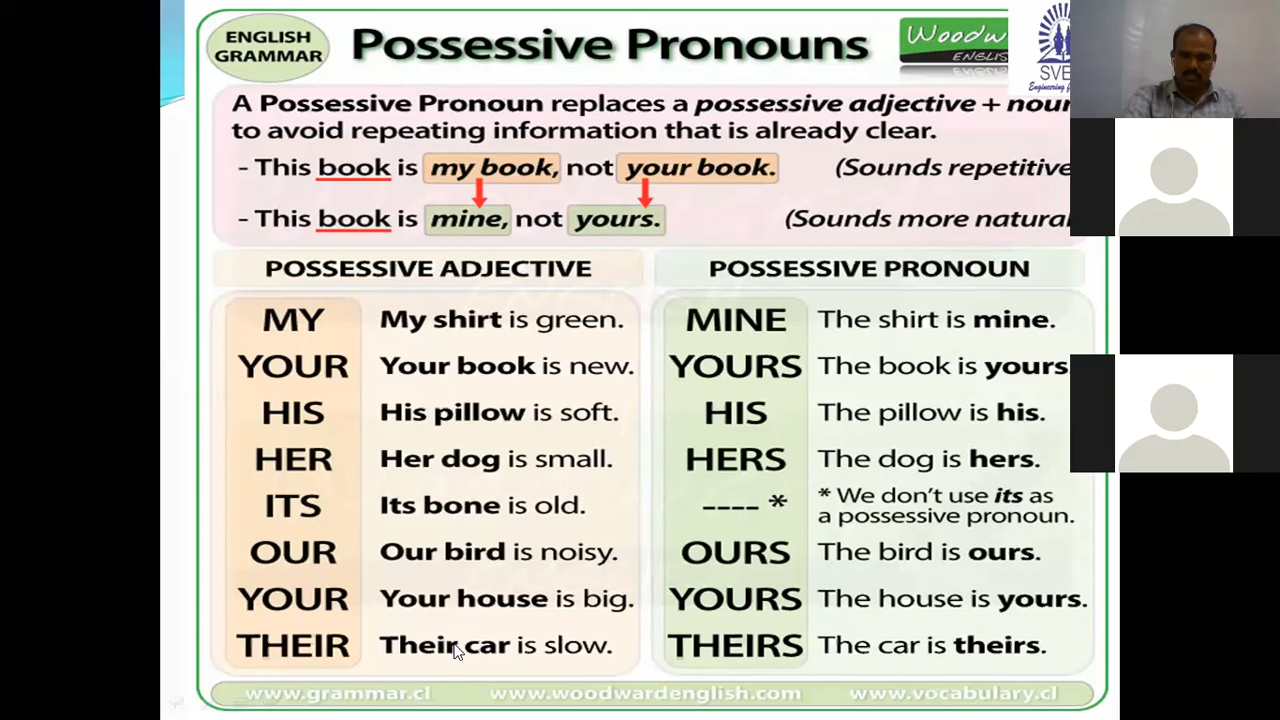 ENGLISH
GRAMMAR
Possessive Pronouns
Woodw
ENGLIS
SVE
Engineering f
A Possessive Pronoun replaces a possessive adjective + noun
to avoid repeating information that is already clear.
- This book is my book, not your book. (Sounds repetitive
- This book is mine, not yours. (Sounds more natural
POSSESSIVE ADJECTIVE
POSSESSIVE PRONOUN
MY My shirt is green. MINE The shirt is mine.
YOUR Your book is new. YOURS The book is yours
HIS His pillow is soft. HIS The pillow is his.
HER Her dog is small. HERS The dog is hers.
ITS Its bone is old. ---- * * We don't use its as
a possessive pronoun.
OUR Our bird is noisy. OURS The bird is ours.
YOUR Your house is big. YOURS The house is yours.
THEIR Their car is slow. THEIRS The car is theirs.
www.grammar.cl www.woodwardenglish.com www.vocabulary.cl